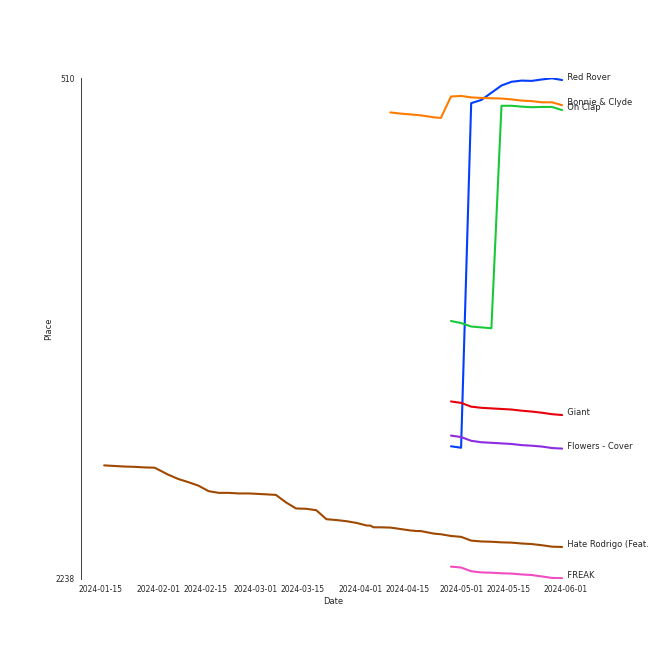 510
Red Rover
Bonnie & Clyde
Oh Clap
Place
Giant
Flowers - Cover
Hate Rodrigo (Feat.
FREAK
2238
2024-01-15 2024-02-01 2024-02-15 2024-03-01 2024-03-15 2024-04-01 2024-04-15 2024-05-01 2024-05-15 2024-06-01
Date